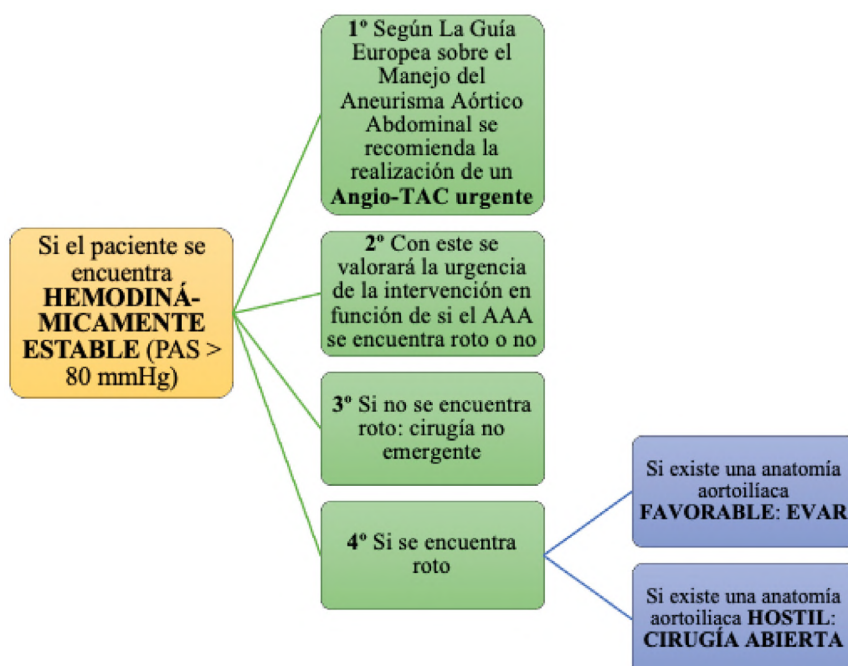 1º Según La Guía
Europea sobre el
Manejo del
Aneurisma Aórtico
Abdominal se
recomienda la
realización de un
Angio-TAC urgente
Si el paciente se
encuentra
HEMODINÁ-
MICAMENTE
ESTABLE (PAS >
80 mmHg)
2º Con este se
valorará la urgencia
de la intervención en
función de si el AAA
se encuentra roto o no
3º Si no se encuentra
roto: cirugía no
emergente
4º Si se encuentra
roto
Si existe una anatomía
aortoilíaca
FAVORABLE: EVAR
Si existe una anatomía
aortoiliaca HOSTIL:
CIRUGÍA ABIERTA